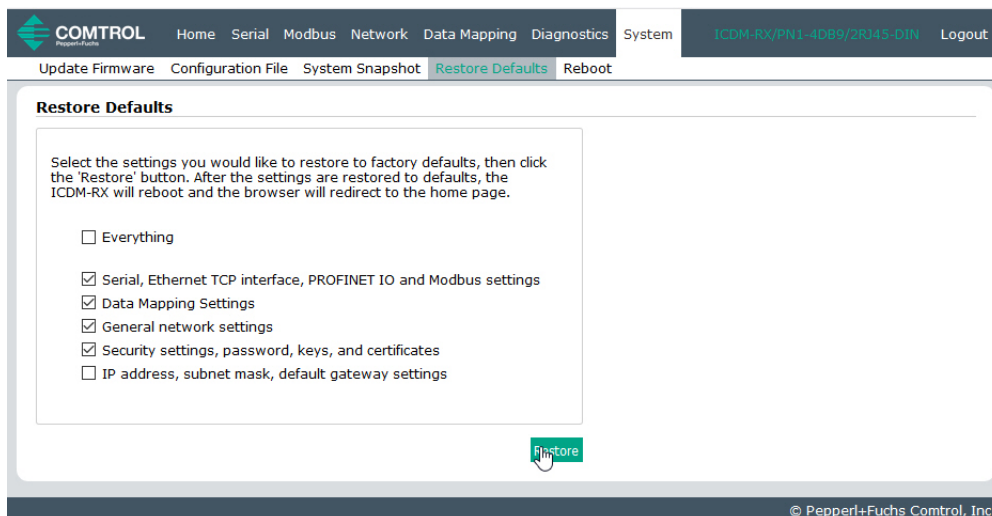 COMTROL
Pepperl+Fuchs
Home Serial Modbus Network Data Mapping Diagnostics System ICDM-RX/PN1-4DB9/2RJ45-DIN Logout
Update Firmware Configuration File System Snapshot Restore Defaults Reboot
Restore Defaults
Select the settings you would like to restore to factory defaults, then click
the 'Restore' button. After the settings are restored to defaults, the
ICDM-RX will reboot and the browser will redirect to the home page.
Everything
Serial, Ethernet TCP interface, PROFINET IO and Modbus settings
Data Mapping Settings
General network settings
Security settings, password, keys, and certificates
IP address, subnet mask, default gateway settings
Restore
© Pepperl+Fuchs Comtrol, Inc